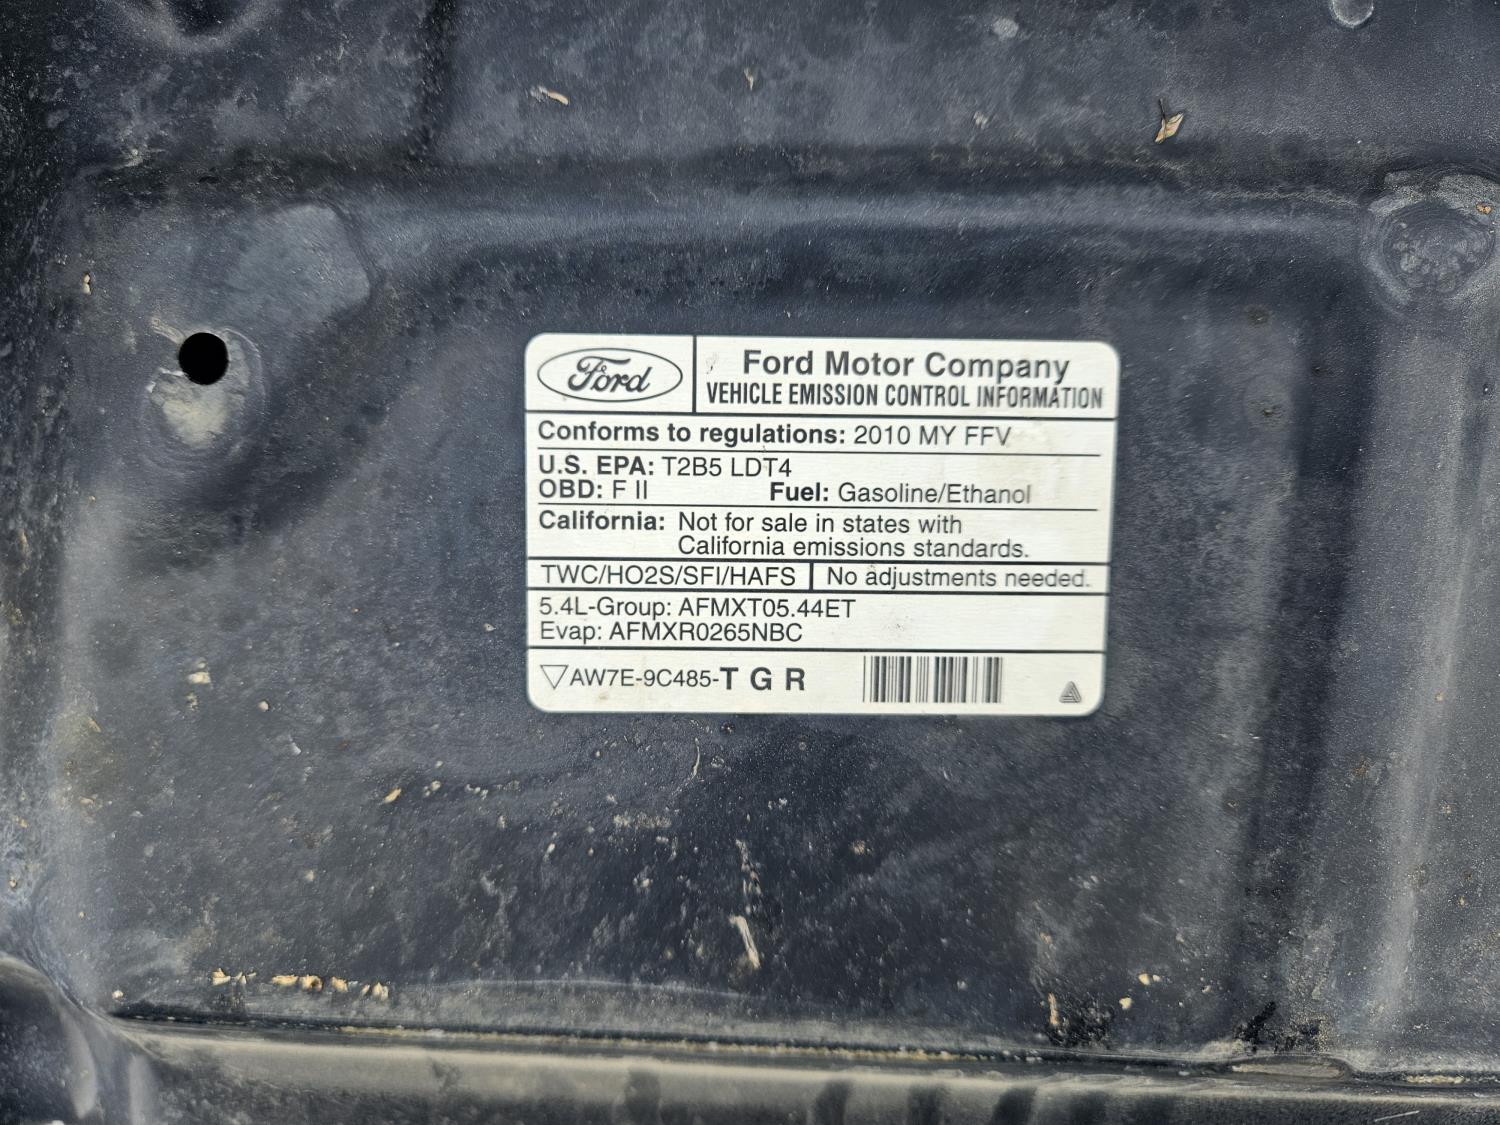 Ford
Ford Motor Company
VEHICLE EMISSION CONTROL INFORMATION
Conforms to regulations: 2010 MY FFV
U.S. EPA: T2B5 LDT4
OBD: F II Fuel: Gasoline/Ethanol
California: Not for sale in states with
California emissions standards.
TWC/HO2S/SFI/HAFS No adjustments needed.
5.4L-Group: AFMXT05.44ET
Evap: AFMXR0265NBC
AW7E-9C485-T G R